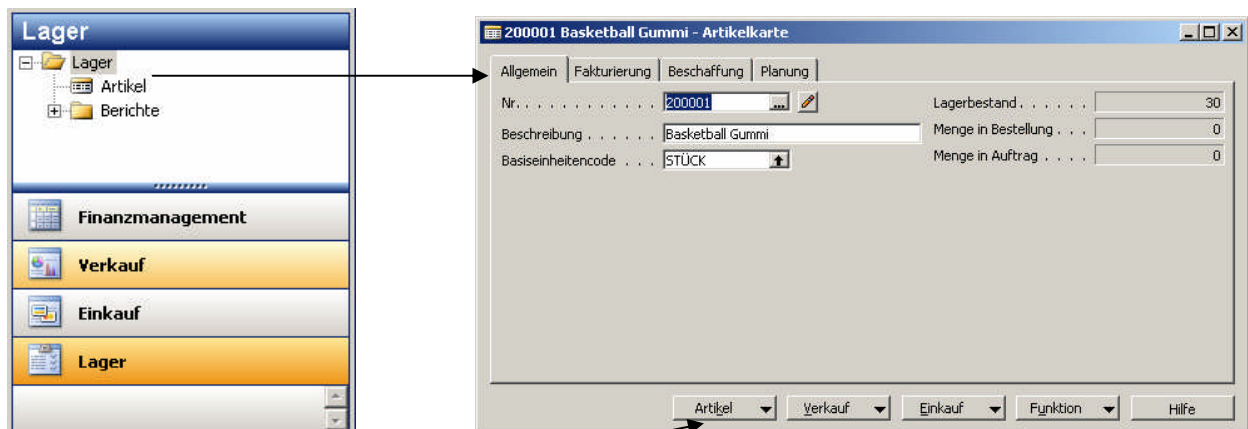 Lager
Lager
Artikel
Berichte
Finanzmanagement
Verkauf
Einkauf
Lager
200001 Basketball Gummi - Artikelkarte
Allgemein Fakturierung Beschaffung Planung
Nr. . . . . . . . . . . . . 200001 ... Lagerbestand . . . . . . 30
Beschreibung . . . . . . Basketball Gummi Menge in Bestellung . . . 0
Basiseinheitencode . . . STÜCK Menge in Auftrag . . . . 0
Artikel Verkauf Einkauf Funktion Hilfe